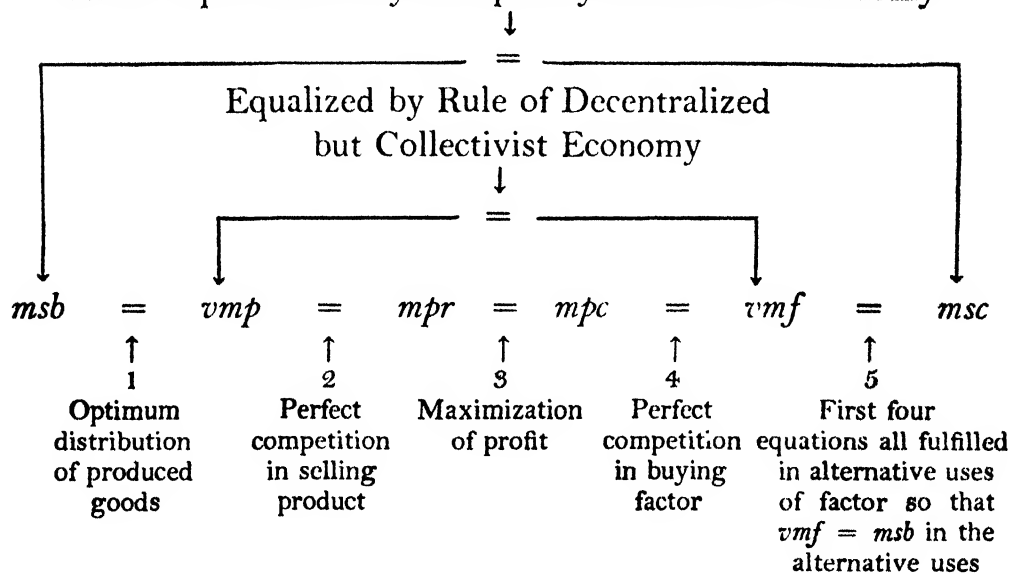 =
Equalized by Rule of Decentralized
but Collectivist Economy
=
msb = vmp = mpr = mpc = vmf = msc
1 2 3 4 5
Optimum Perfect Maximization Perfect First four
distribution competition of profit competition equations all fulfilled
of produced in selling in buying in alternative uses
goods product factor of factor so that
vmf = msb in the
alternative uses